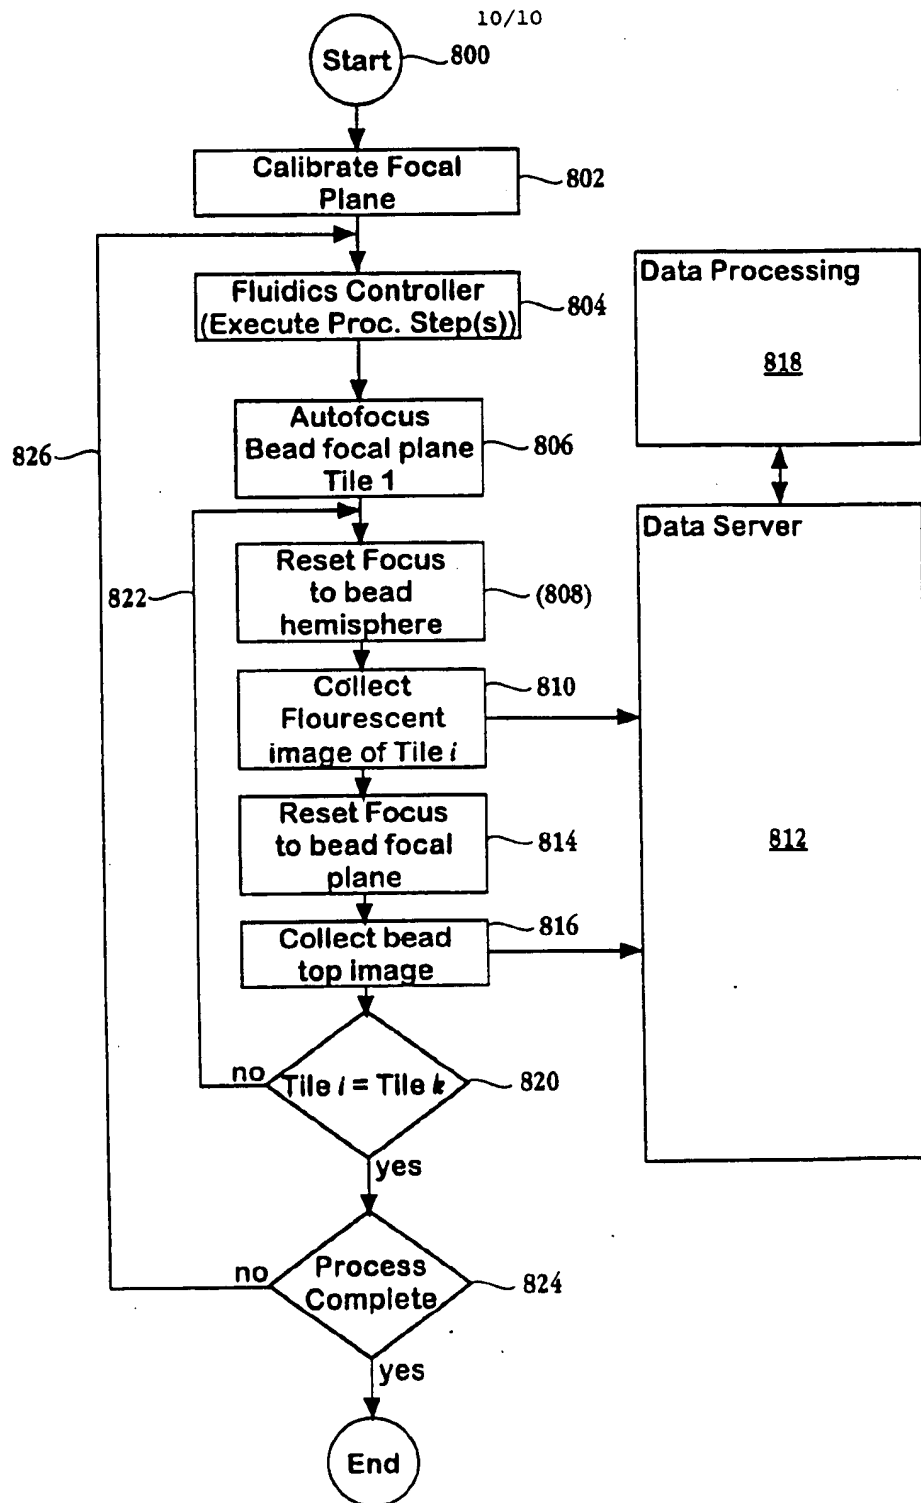 10/10
Start
800
Calibrate Focal
Plane
802
Fluidics Controller
(Execute Proc. Step(s))
804
Data Processing
818
Autofocus
Bead focal plane
Tile 1
806
826
Data Server
812
Reset Focus
to bead
hemisphere
(808)
822
Collect
Flourescent
image of Tile i
810
Reset Focus
to bead focal
plane
814
Collect bead
top image
816
Tile i = Tile k
820
no
yes
Process
Complete
824
no
yes
End